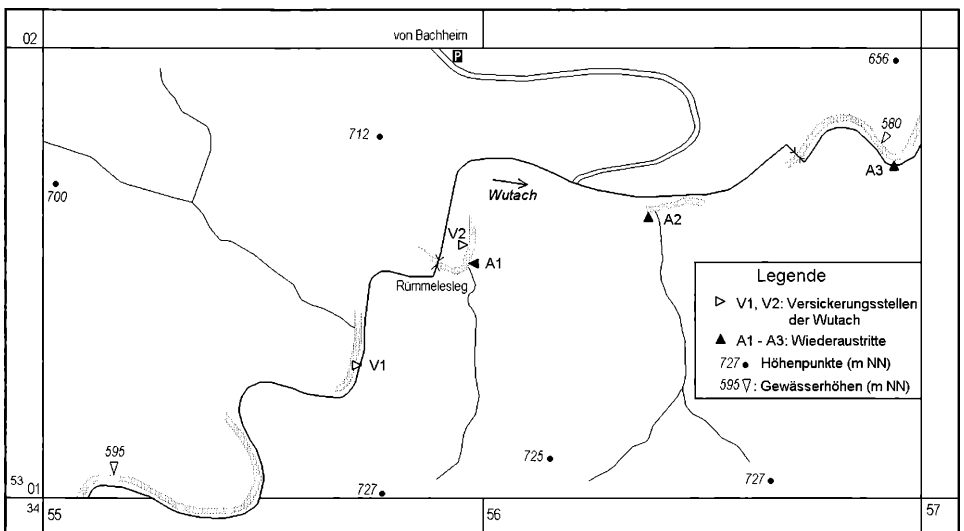 02
von Bachheim
P
656
580
712
A3
700
Wutach
V2
A2
A1
Rümmelesteg
Legende
V1, V2: Versickerungsstellen
der Wutach
A1 - A3: Wiederaustritte
727 Höhenpunkte (m NN)
595 : Gewässerhöhen (m NN)
V1
595
725
727
727
53 01
34 55
56
57